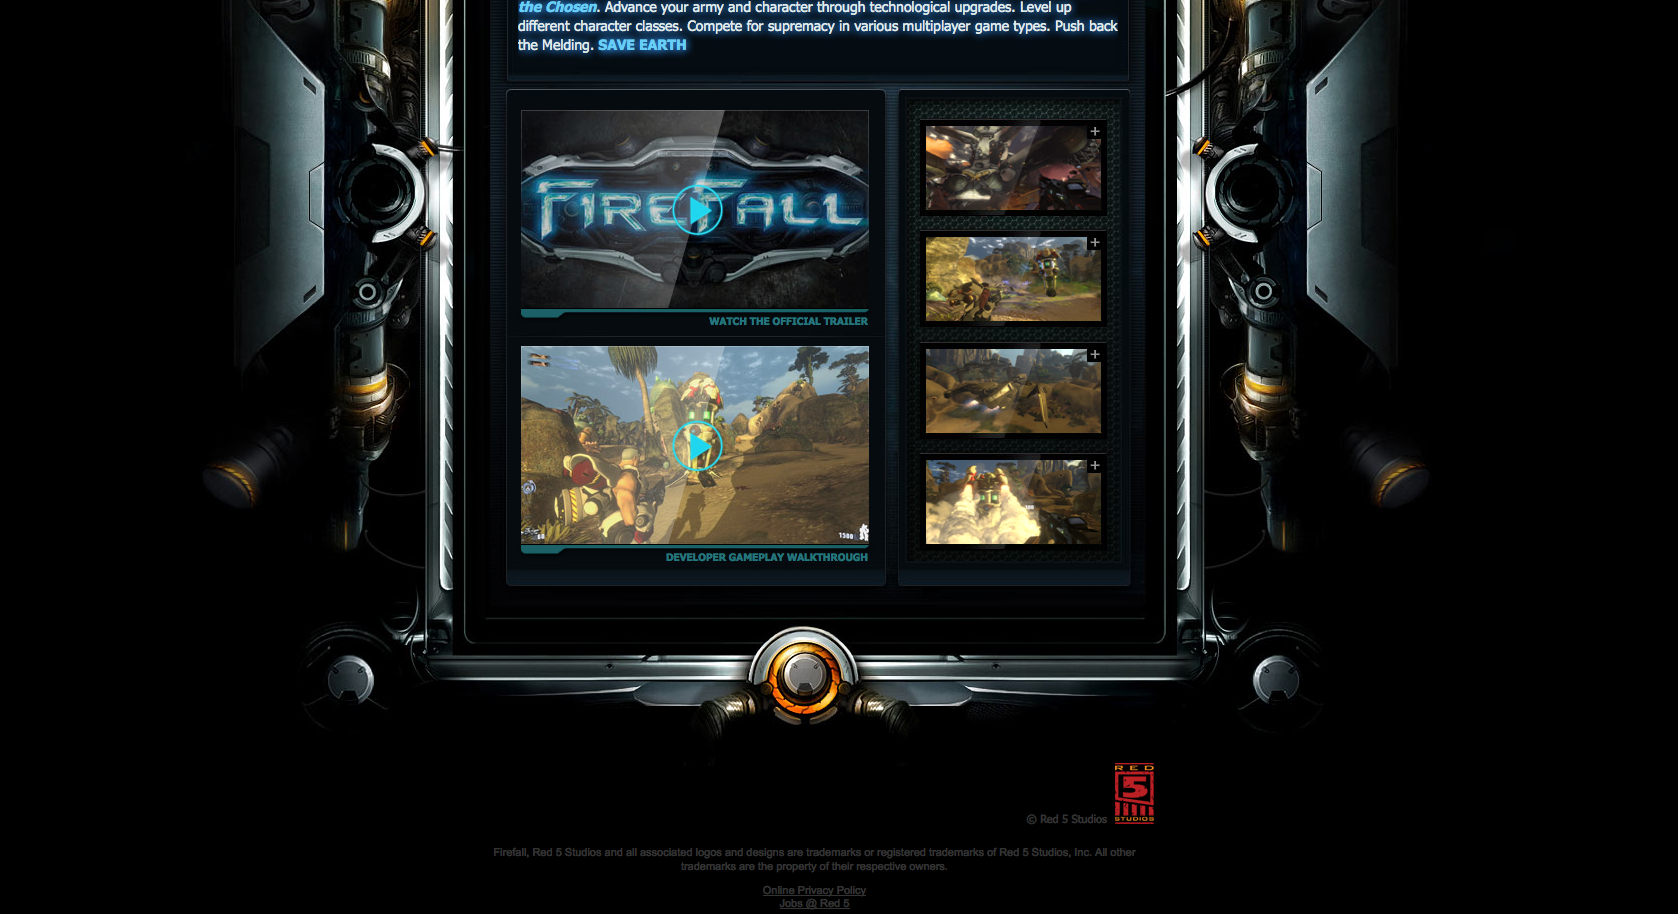 the Chosen. Advance your army and character through technological upgrades. Level up
different character classes. Compete for supremacy in various multiplayer game types. Push back
the Melding. SAVE EARTH
FIREFALL
WATCH THE OFFICIAL TRAILER
60
1500
DEVELOPER GAMEPLAY WALKTHROUGH
RED
5
STUDIOS
© Red 5 Studios
Firefall, Red 5 Studios and all associated logos and designs are trademarks or registered trademarks of Red 5 Studios, Inc. All other
trademarks are the property of their respective owners.
Online Privacy Policy
Jobs @ Red 5